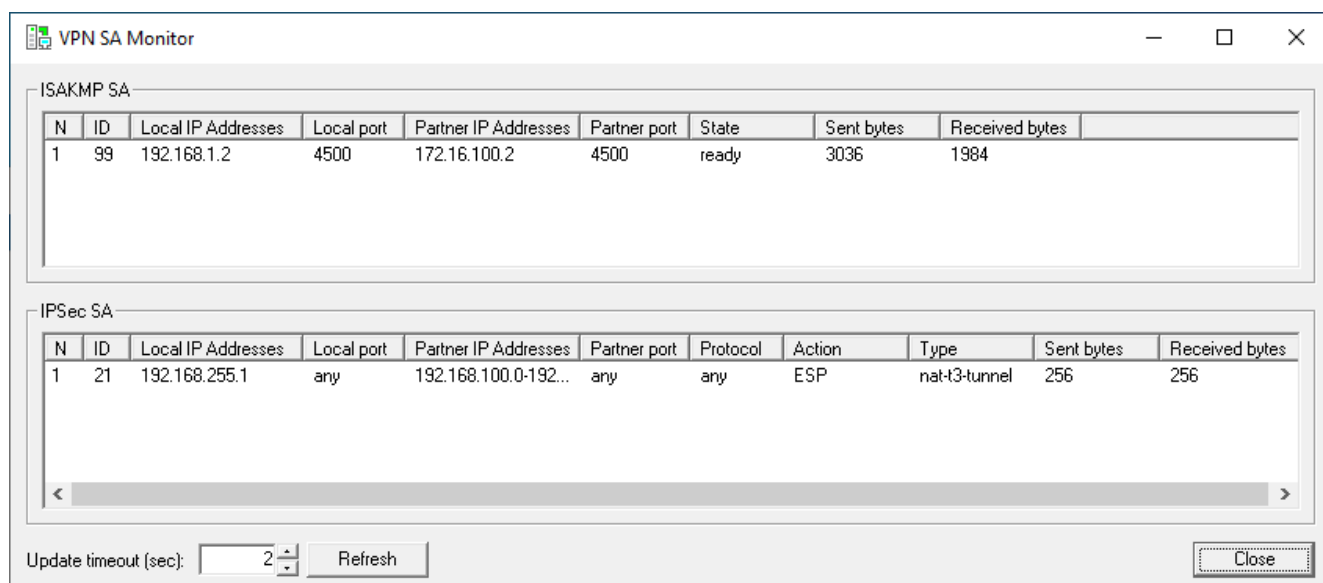 VPN SA Monitor
ISAKMP SA
N ID Local IP Addresses Local port Partner IP Addresses Partner port State Sent bytes Received bytes
1 99 192.168.1.2 4500 172.16.100.2 4500 ready 3036 1984
IPSec SA
N ID Local IP Addresses Local port Partner IP Addresses Partner port Protocol Action Type Sent bytes Received bytes
1 21 192.168.255.1 any 192.168.100.0-192... any any ESP nat-t3-tunnel 256 256
Update timeout (sec): 2 Refresh Close